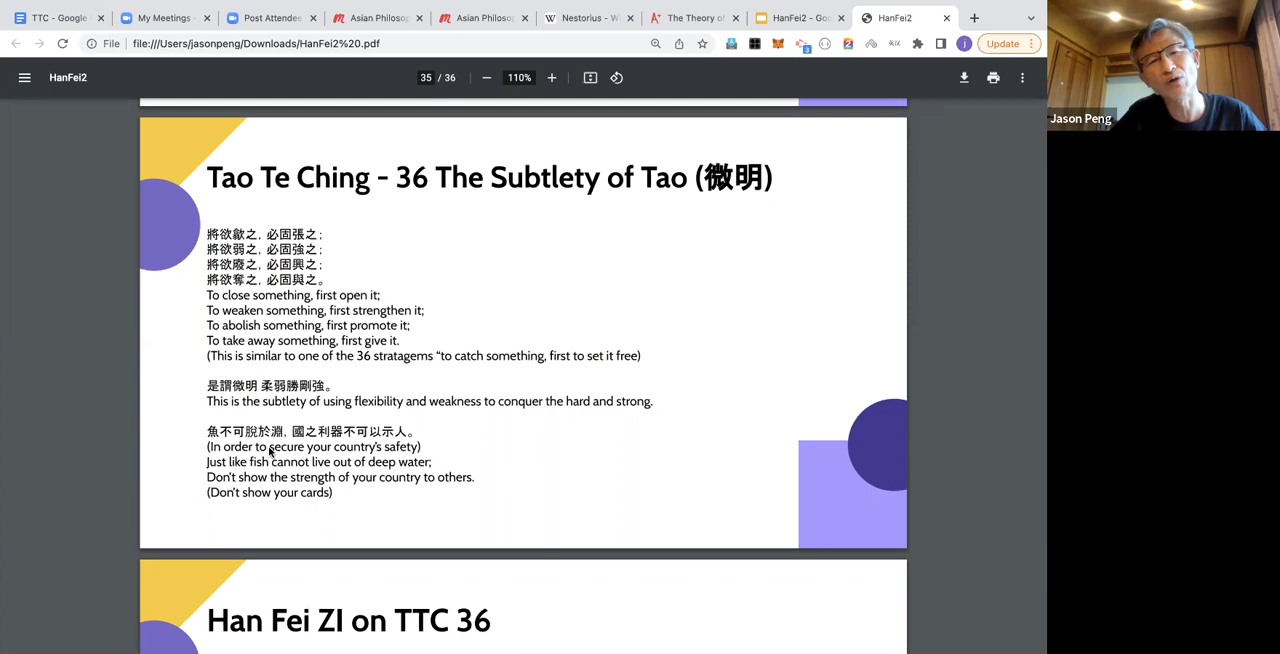 TTC - Google
My Meetings -
Post Attendee
Asian Philosop
Asian Philosop
Nestorius - W
The Theory of
HanFei2 - Goo
HanFei2
File
file:///Users/jasonpeng/Downloads/HanFei2%20.pdf
Update
HanFei2
35 / 36
110%
Jason Peng
Tao Te Ching - 36 The Subtlety of Tao (微明)
將欲歙之, 必固張之;
將欲弱之, 必固強之;
將欲廢之, 必固興之;
將欲奪之, 必固與之。
To close something, first open it;
To weaken something, first strengthen it;
To abolish something, first promote it;
To take away something, first give it.
(This is similar to one of the 36 stratagems “to catch something, first to set it free)
是謂微明 柔弱勝剛強。
This is the subtlety of using flexibility and weakness to conquer the hard and strong.
魚不可脫於淵, 國之利器不可以示人。
(In order to secure your country's safety)
Just like fish cannot live out of deep water;
Don't show the strength of your country to others.
(Don't show your cards)
Han Fei ZI on TTC 36